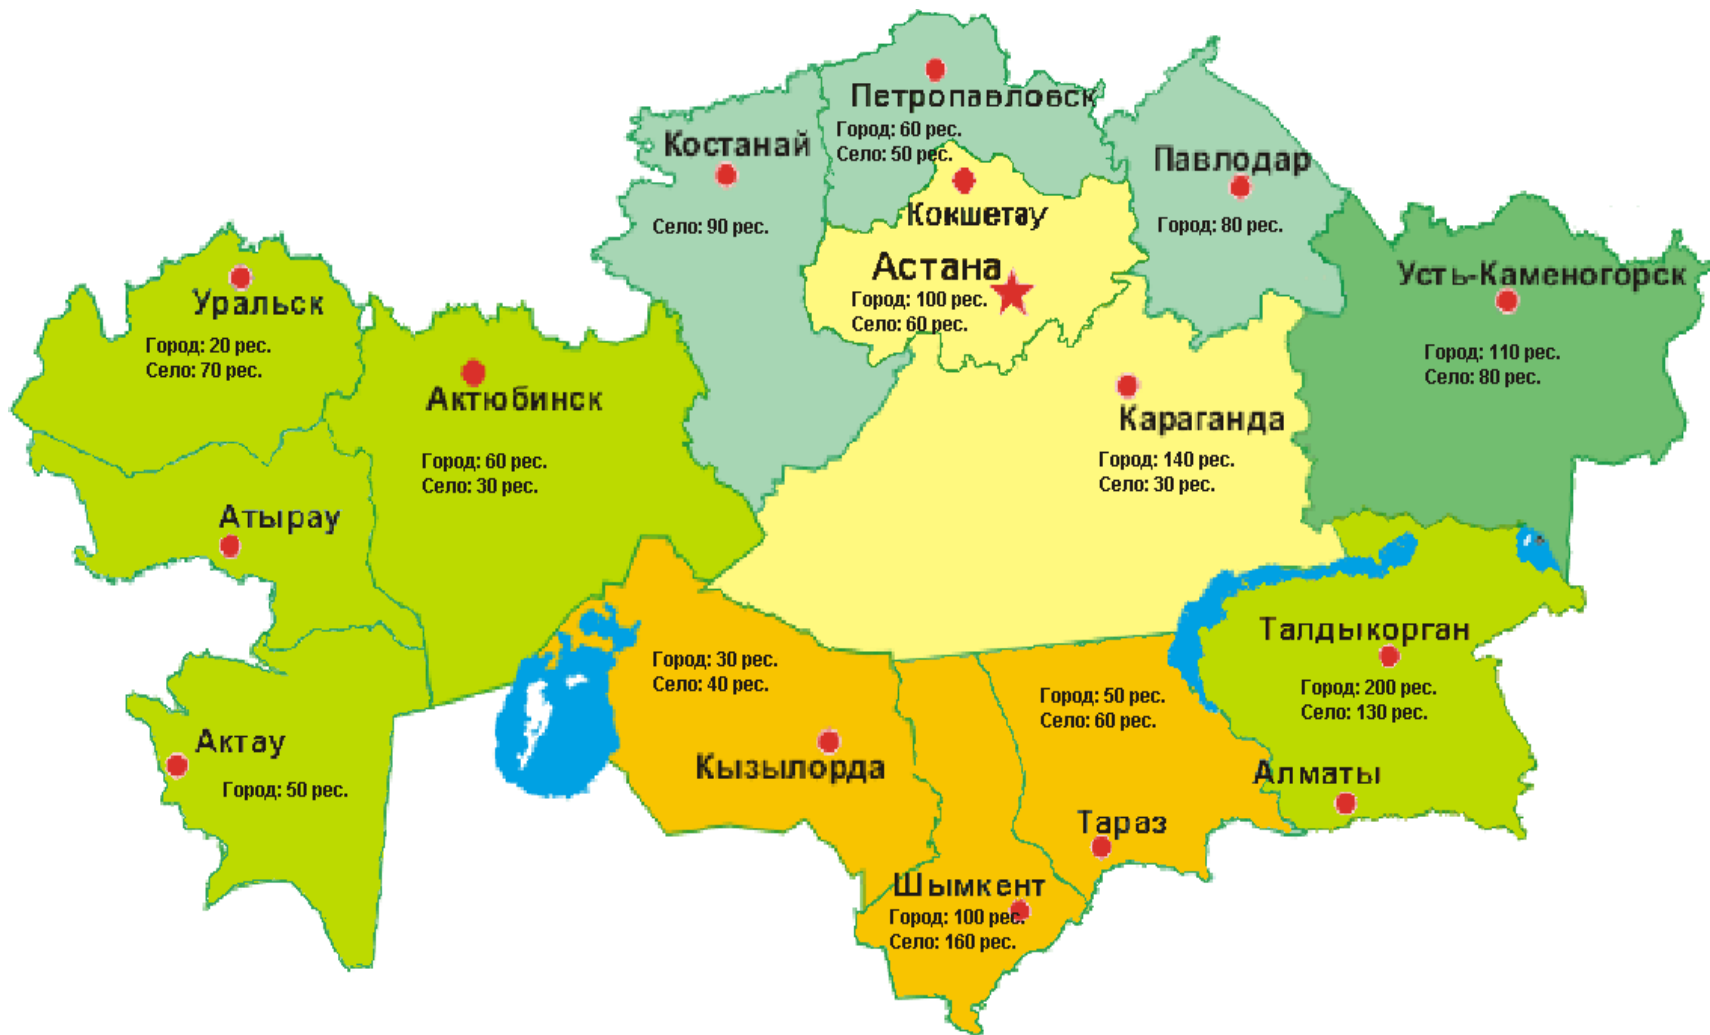 Петропавловск
Город: 60 рес.
Село: 50 рес.
Костанай
Село: 90 рес.
Павлодар
Город: 80 рес.
Кокшетау
Астана
Город: 100 рес.
Село: 60 рес.
Усть-Каменогорск
Город: 110 рес.
Село: 80 рес.
Уральск
Город: 20 рес.
Село: 70 рес.
Актюбинск
Город: 60 рес.
Село: 30 рес.
Караганда
Город: 140 рес.
Село: 30 рес.
Атырау
Талдыкорган
Город: 200 рес.
Село: 130 рес.
Город: 30 рес.
Село: 40 рес.
Кызылорда
Город: 50 рес.
Село: 60 рес.
Тараз
Актау
Город: 50 рес.
Алматы
Шымкент
Город: 100 рес.
Село: 160 рес.